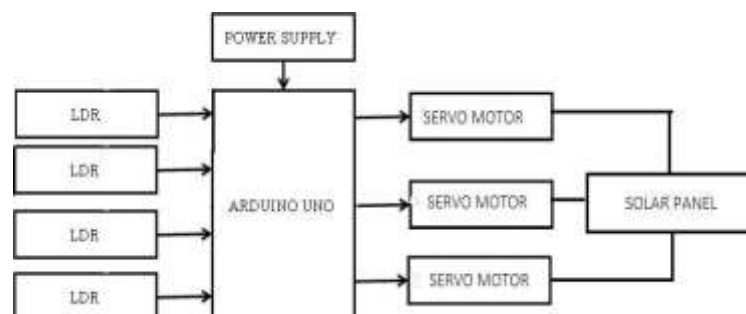 POWER SUPPLY
LDR
LDR
LDR
LDR
ARDUINO UNO
SERVO MOTOR
SERVO MOTOR
SERVO MOTOR
SOLAR PANEL